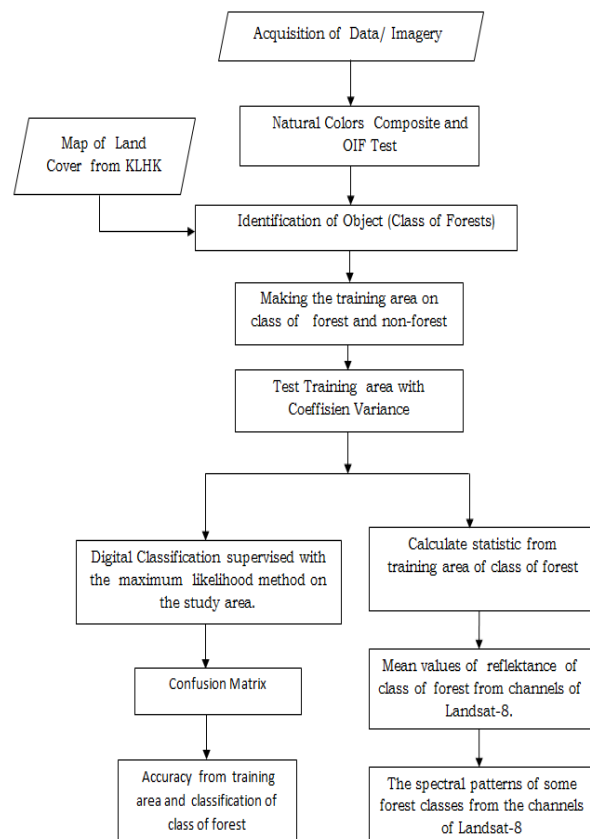 Acquisition of Data/ Imagery
Natural Colors Composite and
OIF Test
Map of Land
Cover from KLHK
Identification of Object (Class of Forests)
Making the training area on
class of forest and non-forest
Test Training area with
Coeffisien Variance
Digital Classification supervised with
the maximum likelihood method on
the study area.
Calculate statistic from
training area of class of forest
Confusion Matrix
Mean values of reflektance of
class of forest from channels of
Landsat-8.
Accuracy from training
area and classification of
class of forest
The spectral patterns of some
forest classes from the channels
of Landsat-8